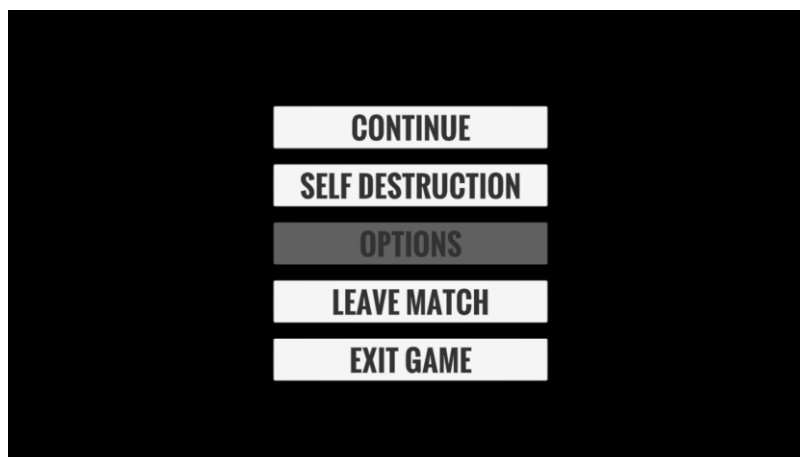 CONTINUE
SELF DESTRUCTION
OPTIONS
LEAVE MATCH
EXIT GAME